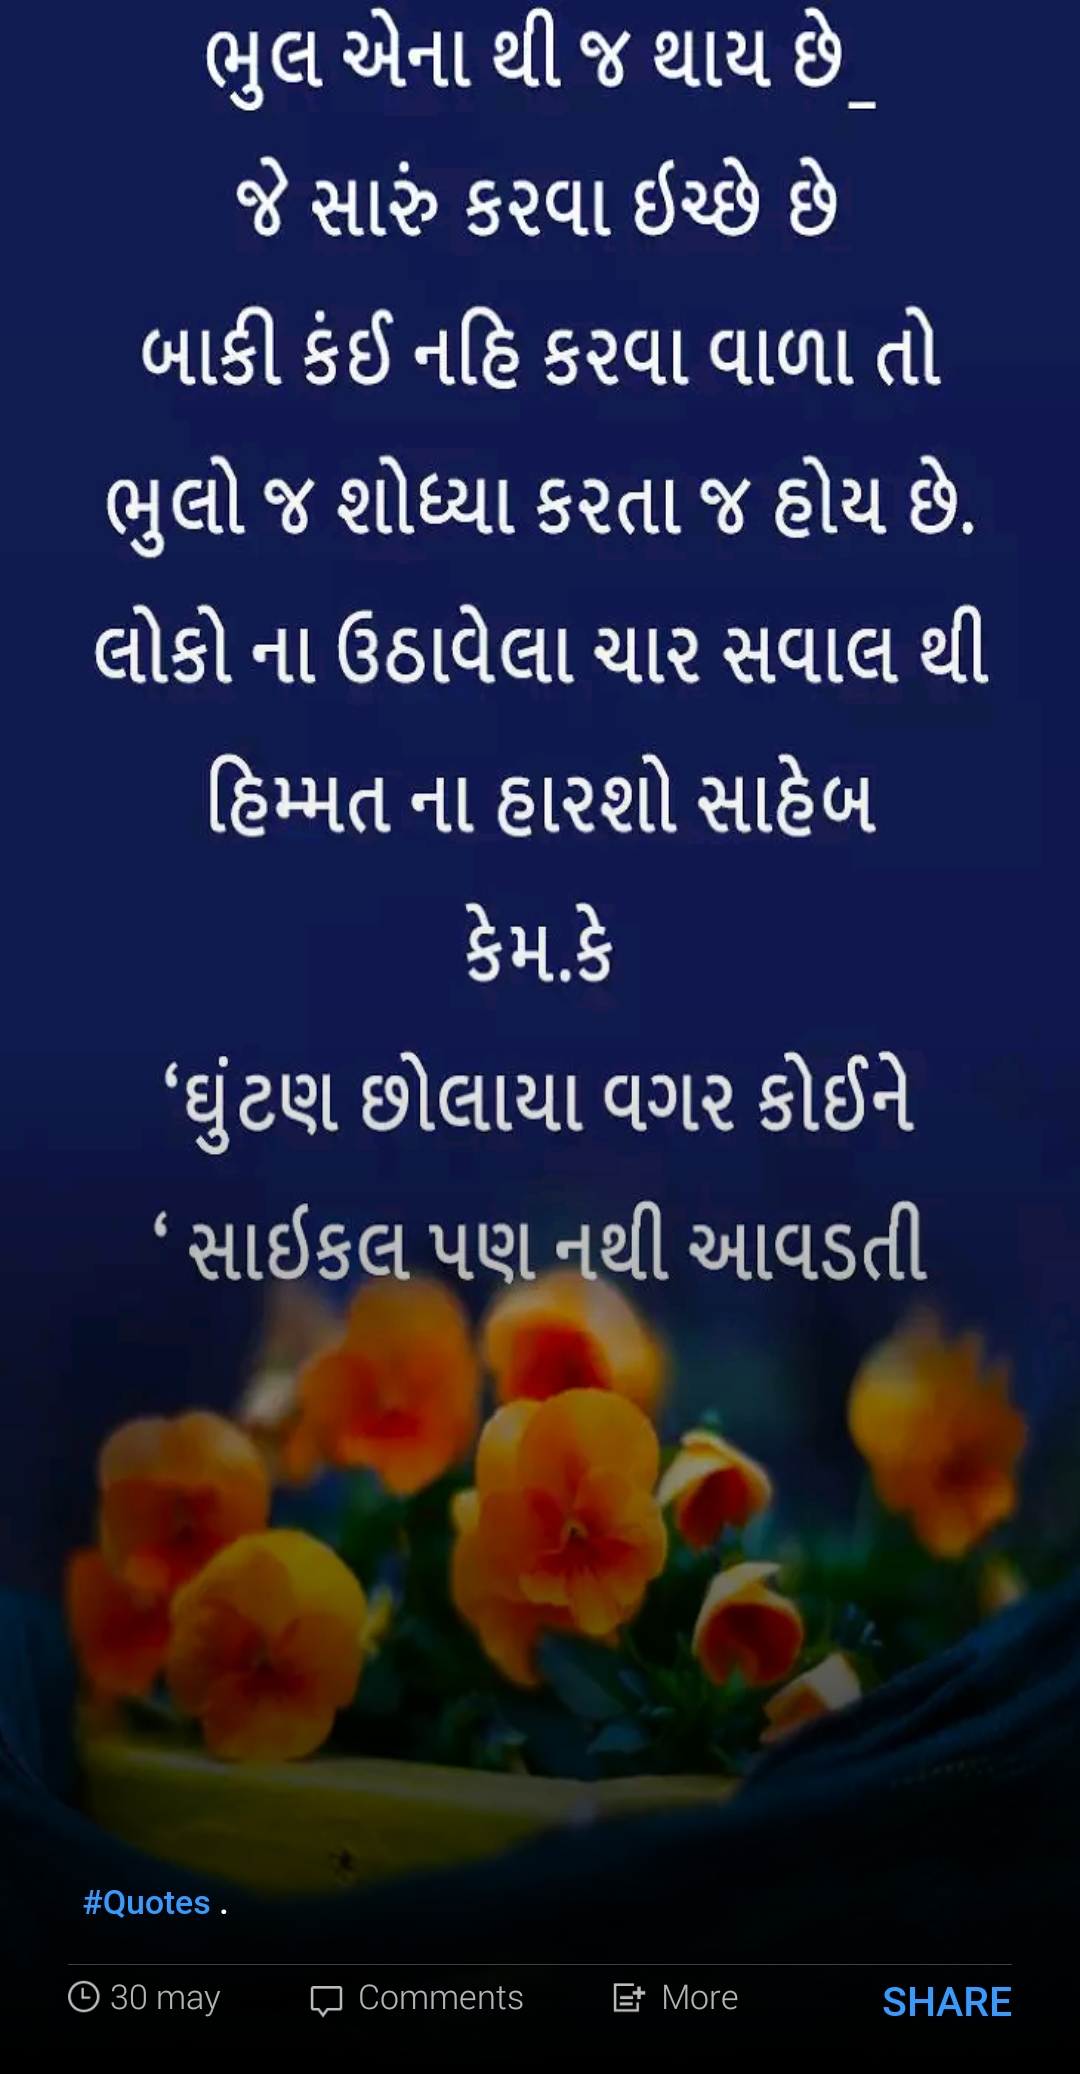 ભુલ એના થી જ થાય છે_
જે સારું કરવા ઈચ્છે છે
બાકી કંઈ નહિ કરવા વાળા તો
ભુલો જ શોધ્યા કરતા જ હોય છે.
લોકો ના ઉઠાવેલા ચાર સવાલ થી
હિમ્મત ના હારશો સાહેબ
કેમ.કે
‘ઘુંટણ છોલાયા વગર કોઈને
‘ સાઇકલ પણ નથી આવડતી
#Quotes .
30 may Comments More SHARE